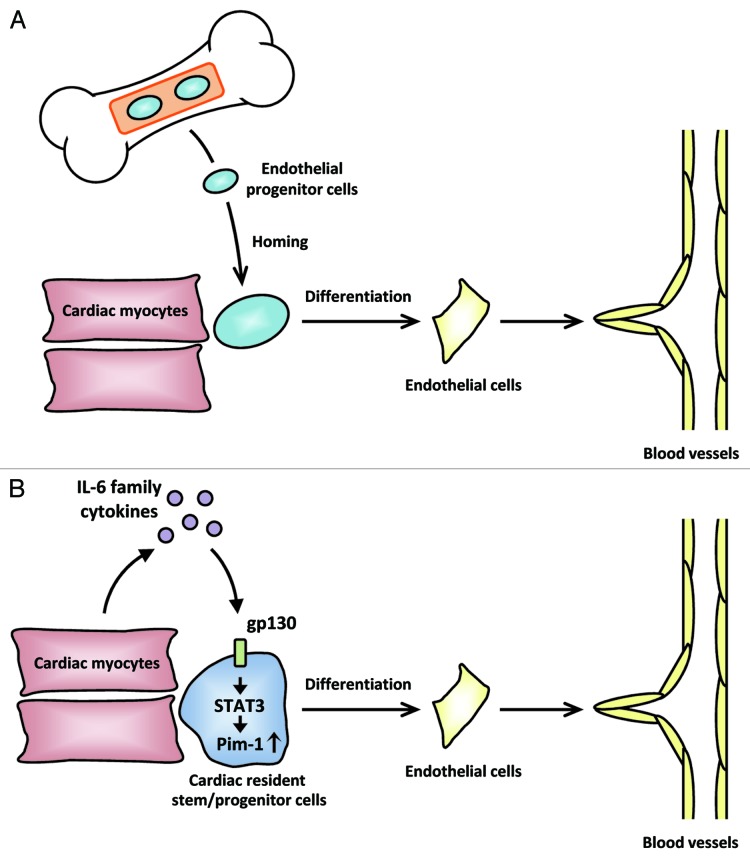 A
Endothelial
progenitor cells
Homing
Cardiac myocytes
Differentiation
Endothelial cells
Blood vessels
B
IL-6 family
cytokines
gp130
Cardiac myocytes
STAT3
Pim-1
Differentiation
Cardiac resident
stem/progenitor cells
Endothelial cells
Blood vessels